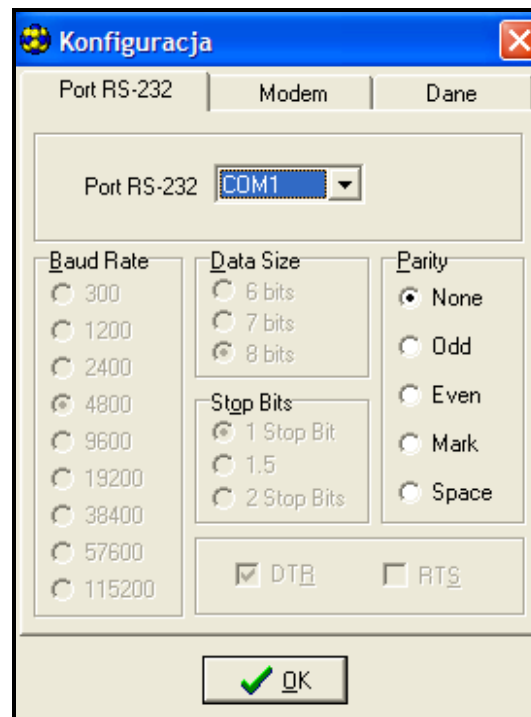 Konfiguracja
Port RS-232 Modem Dane
Port RS-232 COM1
Baud Rate
300
1200
2400
4800
9600
19200
38400
57600
115200
Data Size
6 bits
7 bits
8 bits
Stop Bits
1 Stop Bit
1.5
2 Stop Bits
Parity
None
Odd
Even
Mark
Space
DTR RTS
OK